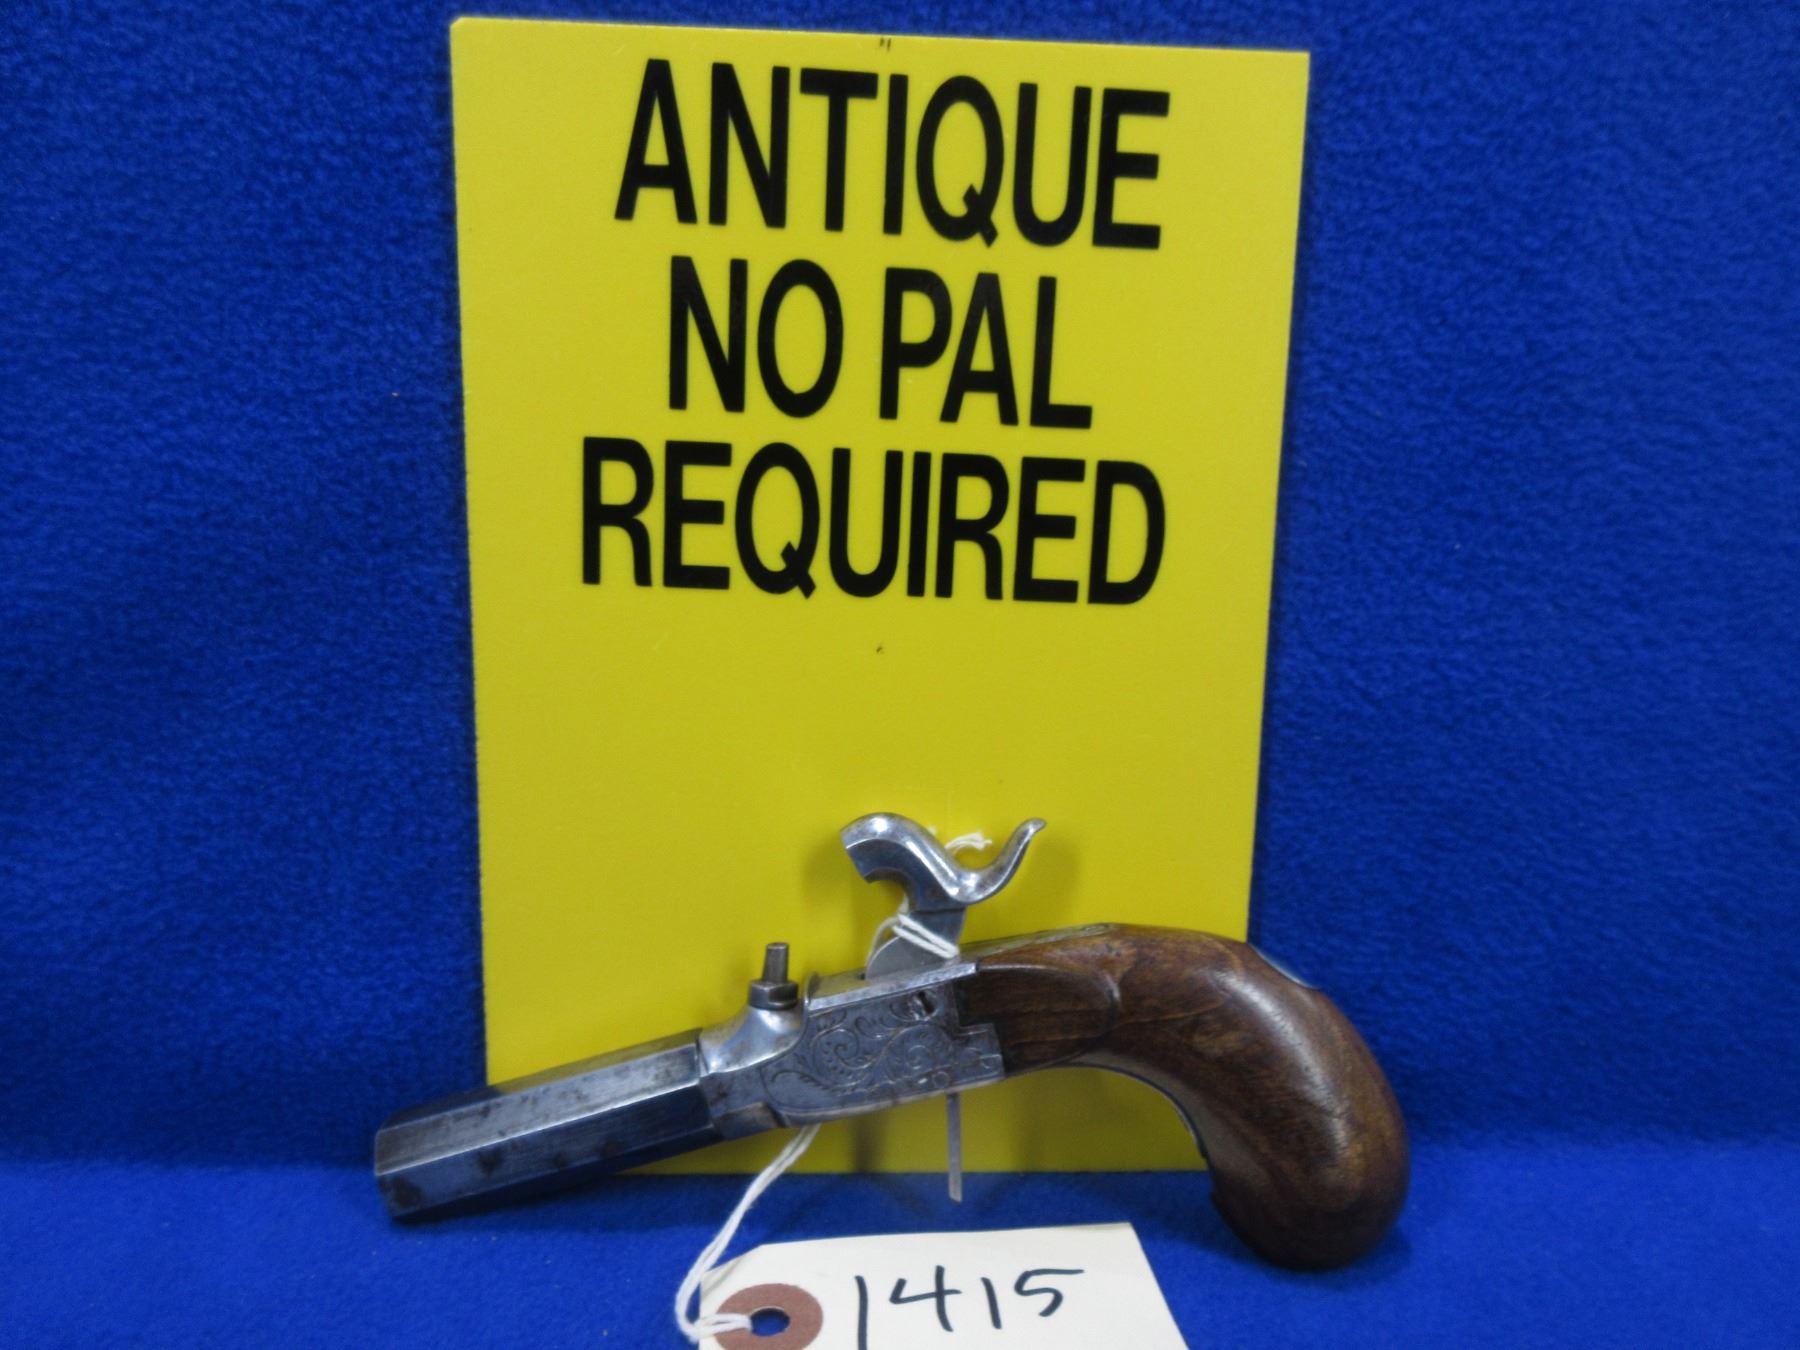 ANTIQUE
NO PAL
REQUIRED
1415